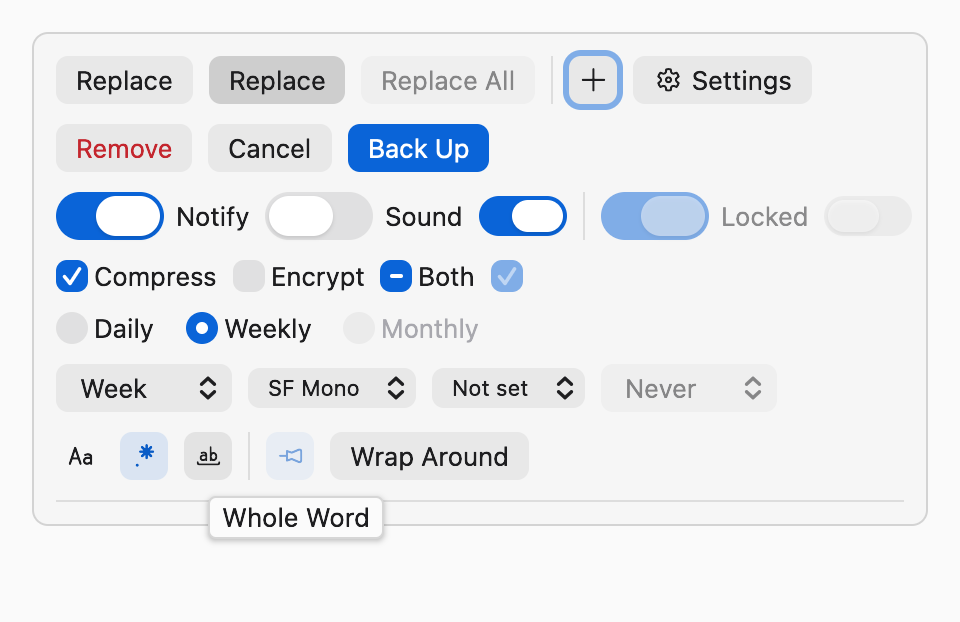 Replace Replace Replace All Settings
Remove Cancel Back Up
Notify Sound Locked
Compress Encrypt Both
Daily Weekly Monthly
Week SF Mono Not set Never
Aa .* ab Wrap Around
Whole Word